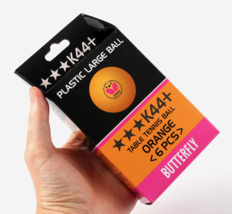 ★★★K44+
PLASTIC LARGE BALL
★★★K44+
TABLE TENNIS BALL
ORANGE
<6 PCS>
BUTTERFLY